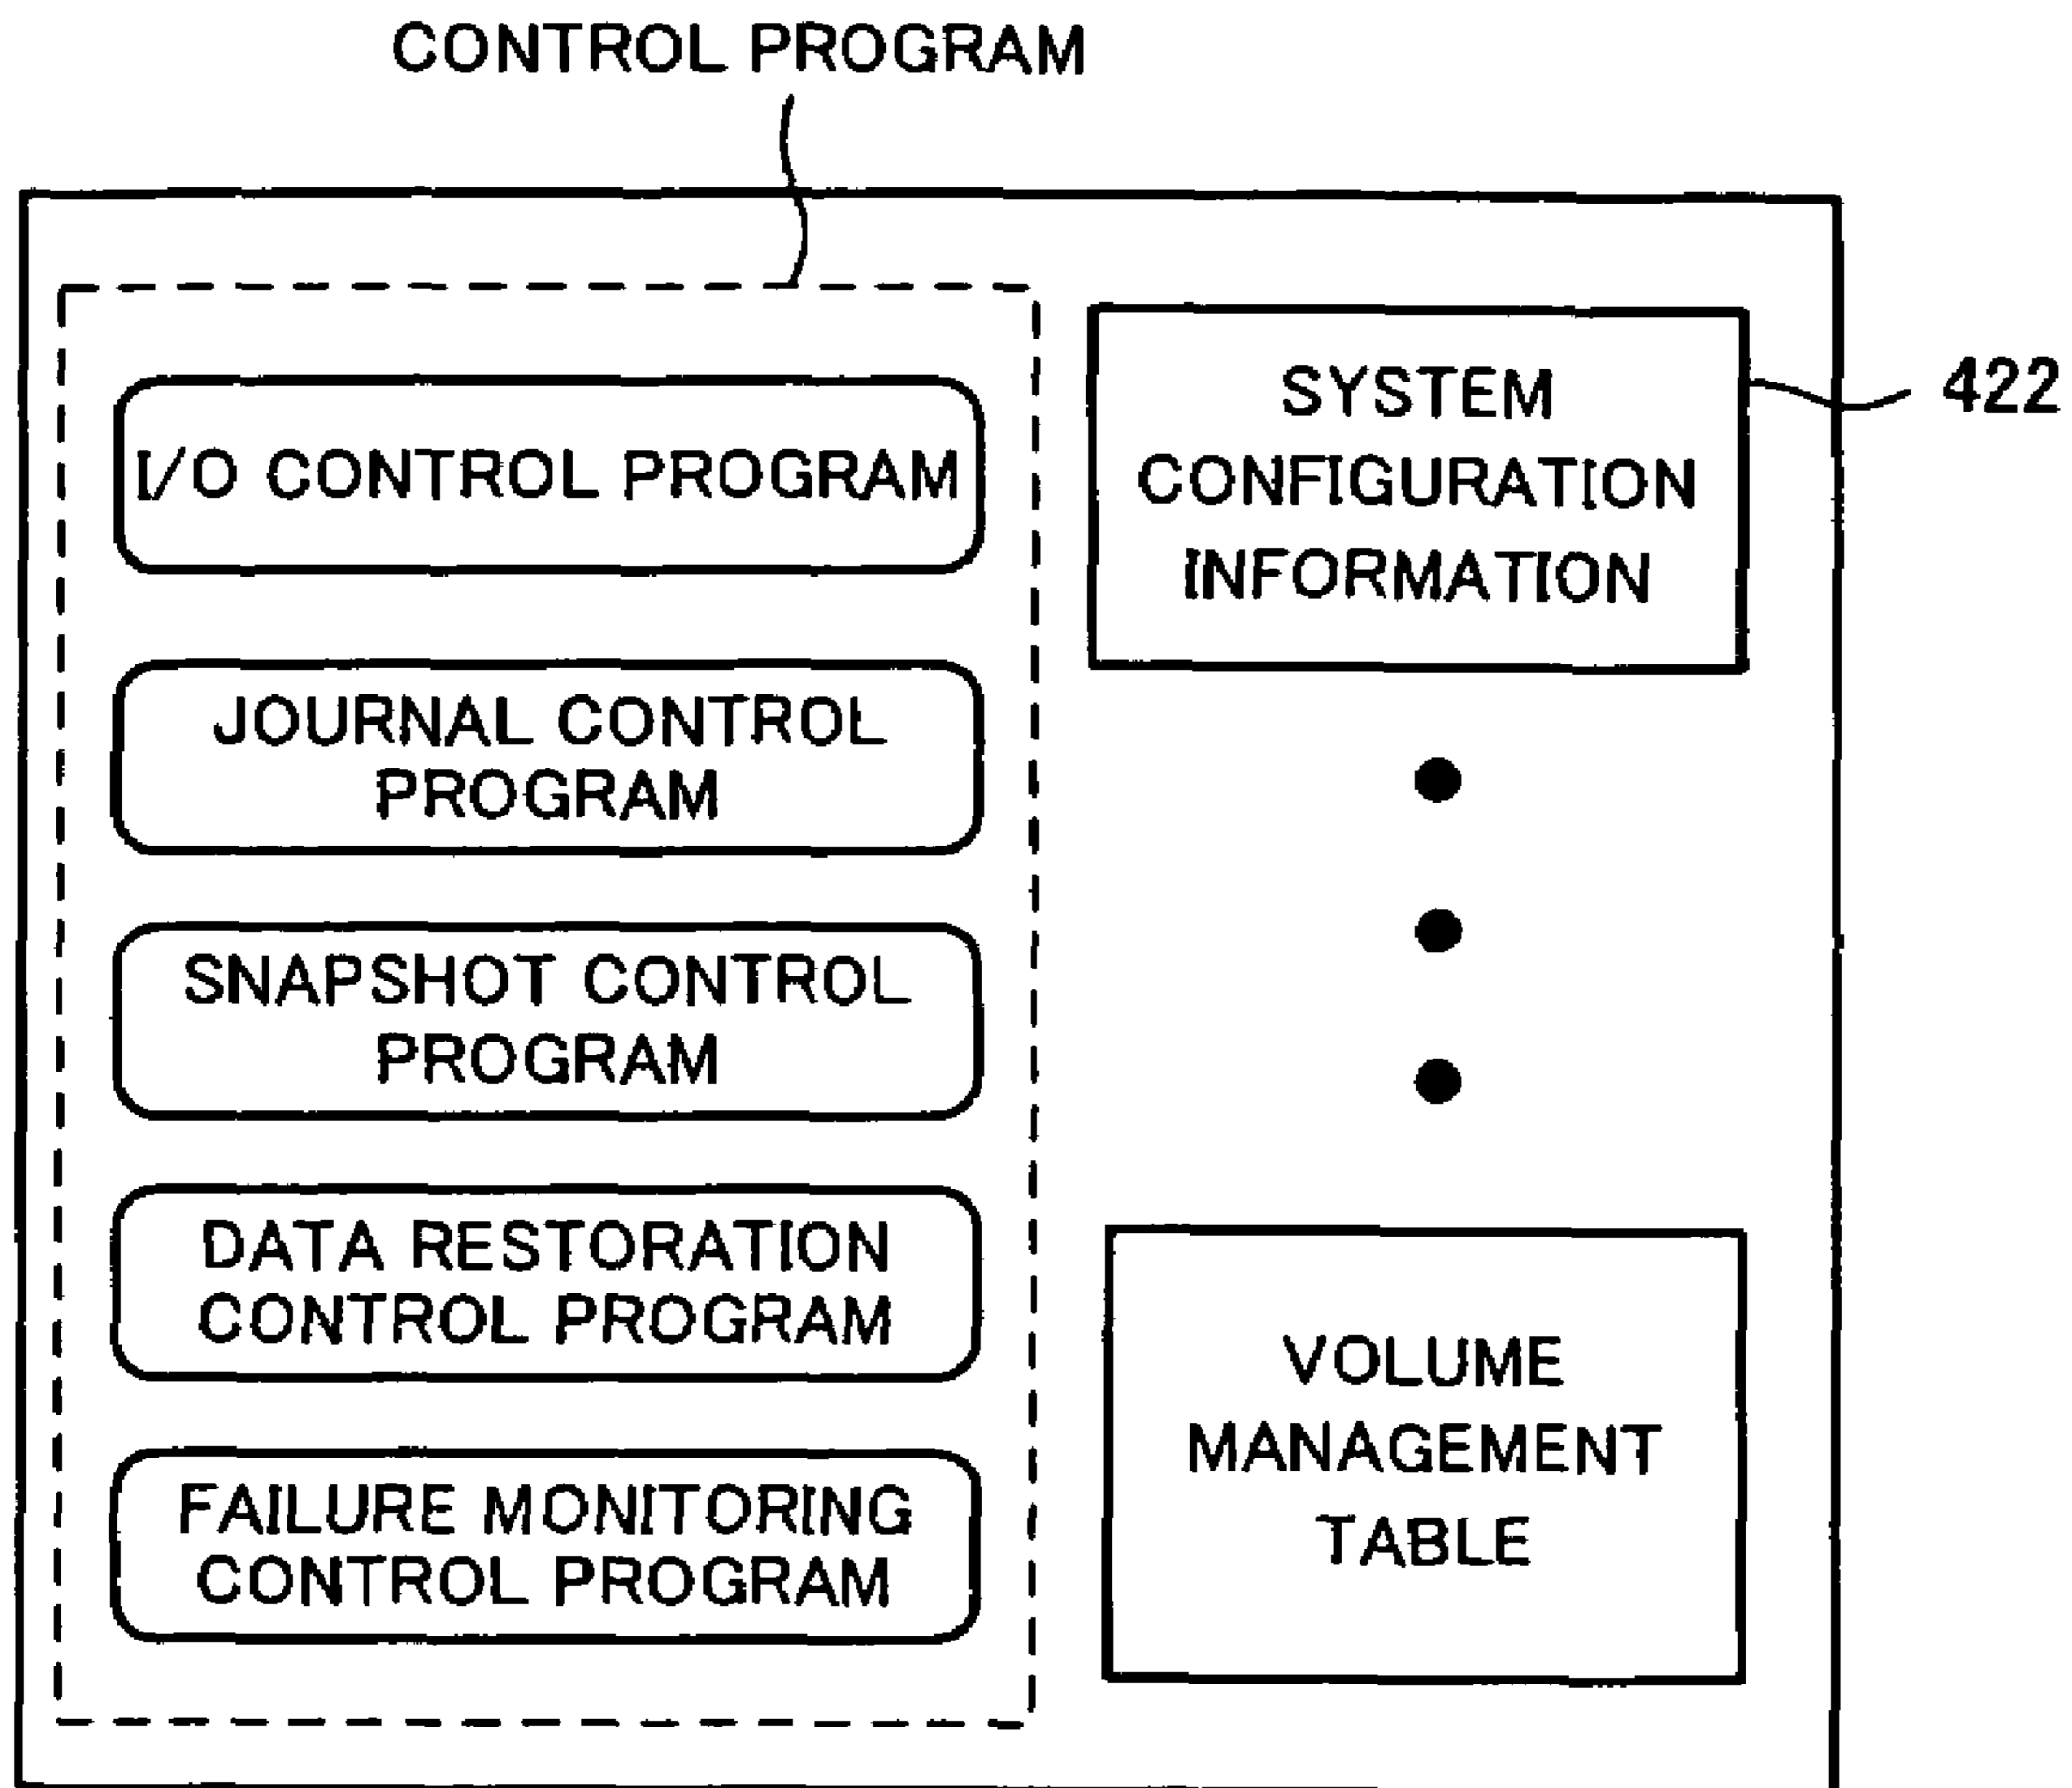 CONTROL PROGRAM
I/O CONTROL PROGRAM
JOURNAL CONTROL
PROGRAM
SNAPSHOT CONTROL
PROGRAM
DATA RESTORATION
CONTROL PROGRAM
FAILURE MONITORING
CONTROL PROGRAM
SYSTEM
CONFIGURATION
INFORMATION
422
VOLUME
MANAGEMENT
TABLE